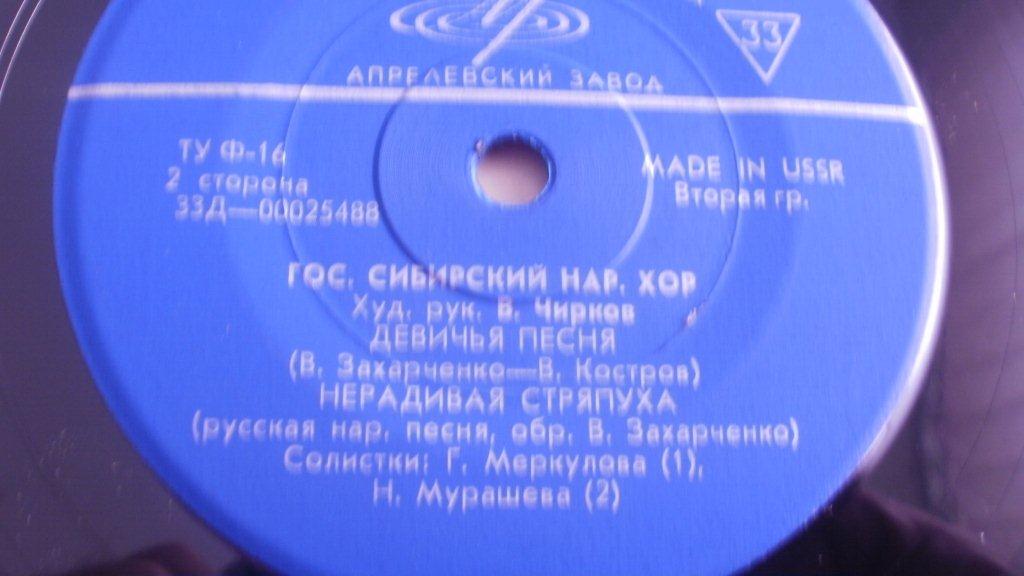 33
АПРЕЛЕВСКИЙ ЗАВОД
ТУ Ф-16
2 сторона
33Д—00025488
MADE IN USSR
Вторая гр.
ГОС. СИБИРСКИЙ НАР. ХОР
Худ. рук. В. Чирков
ДЕВИЧЬЯ ПЕСНЯ
(В. Захарченко—В. Костров)
НЕРАДИВАЯ СТРЯПУХА
(русская нар. песня, обр. В. Захарченко)
Солистки: Г. Меркулова (1),
Н. Мурашева (2)